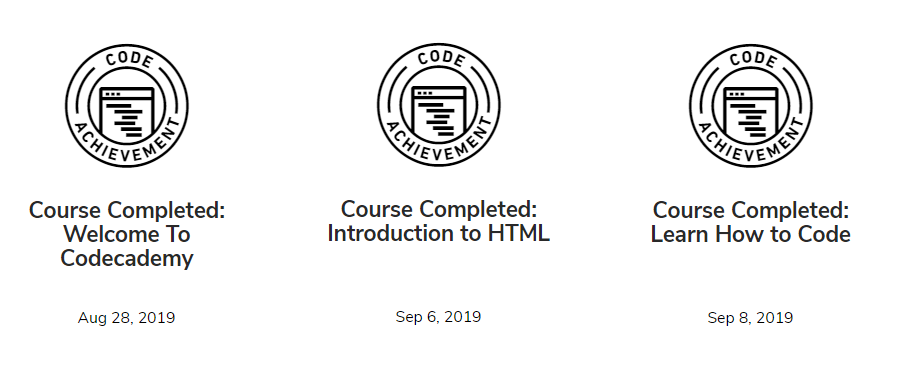 CODE
ACHIEVEMENT
Course Completed:
Welcome To
Codecademy
Aug 28, 2019
CODE
ACHIEVEMENT
Course Completed:
Introduction to HTML
Sep 6, 2019
CODE
ACHIEVEMENT
Course Completed:
Learn How to Code
Sep 8, 2019